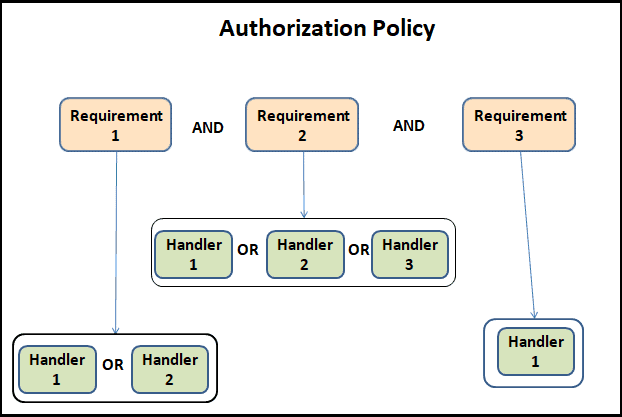 Authorization Policy
Requirement
1
AND
Requirement
2
AND
Requirement
3
Handler
1
OR
Handler
2
OR
Handler
3
Handler
1
OR
Handler
2
Handler
1